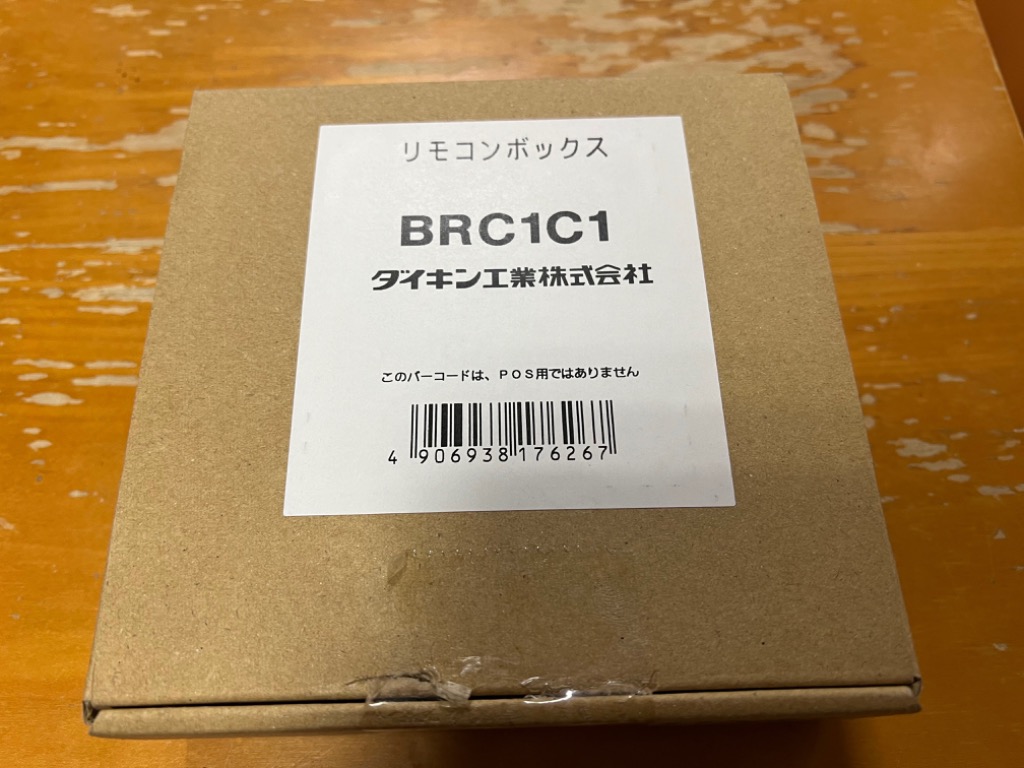 リモコンボックス
BRC1C1
ダイキン工業株式会社
このバーコードは、POS用ではありません
4 906938 176267